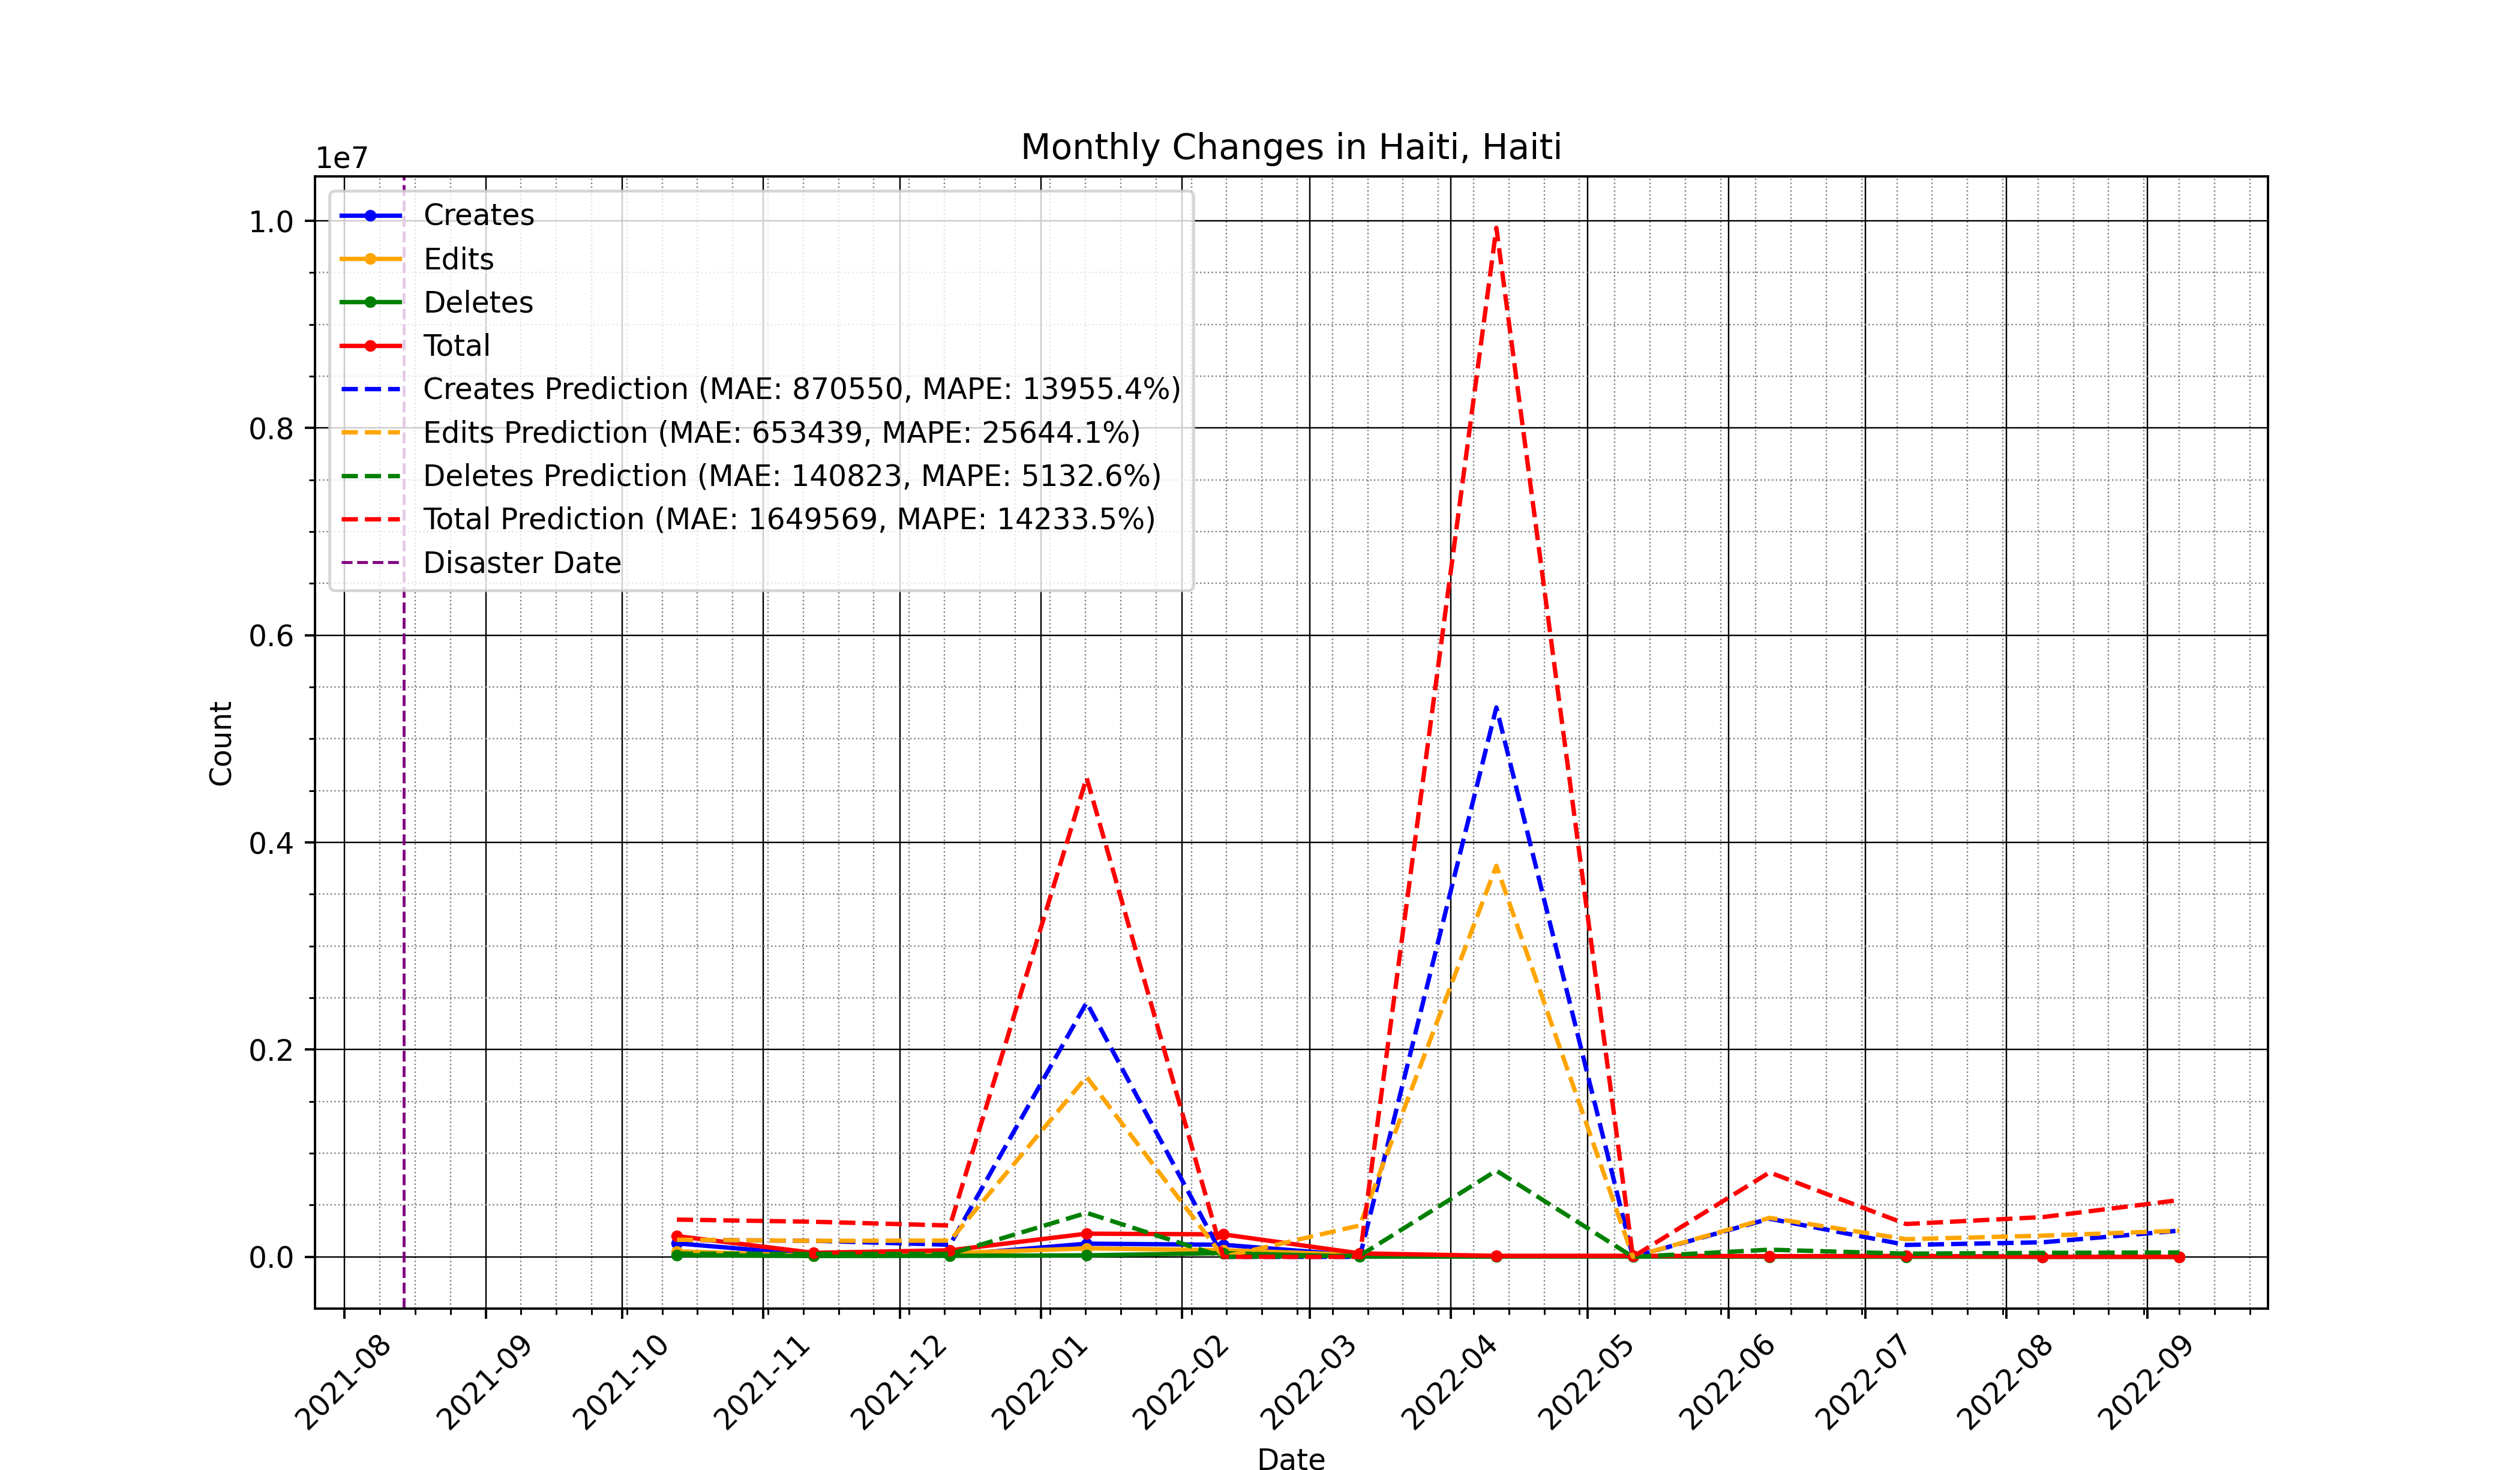 Monthly Changes in Haiti, Haiti
1e7
1.0
0.8
0.6
0.4
0.2
0.0
Count
Creates
Edits
Deletes
Total
Creates Prediction (MAE: 870550, MAPE: 13955.4%)
Edits Prediction (MAE: 653439, MAPE: 25644.1%)
Deletes Prediction (MAE: 140823, MAPE: 5132.6%)
Total Prediction (MAE: 1649569, MAPE: 14233.5%)
Disaster Date
2021-08
2021-09
2021-10
2021-11
2021-12
2022-01
2022-02
2022-03
2022-04
2022-05
2022-06
2022-07
2022-08
2022-09
Date